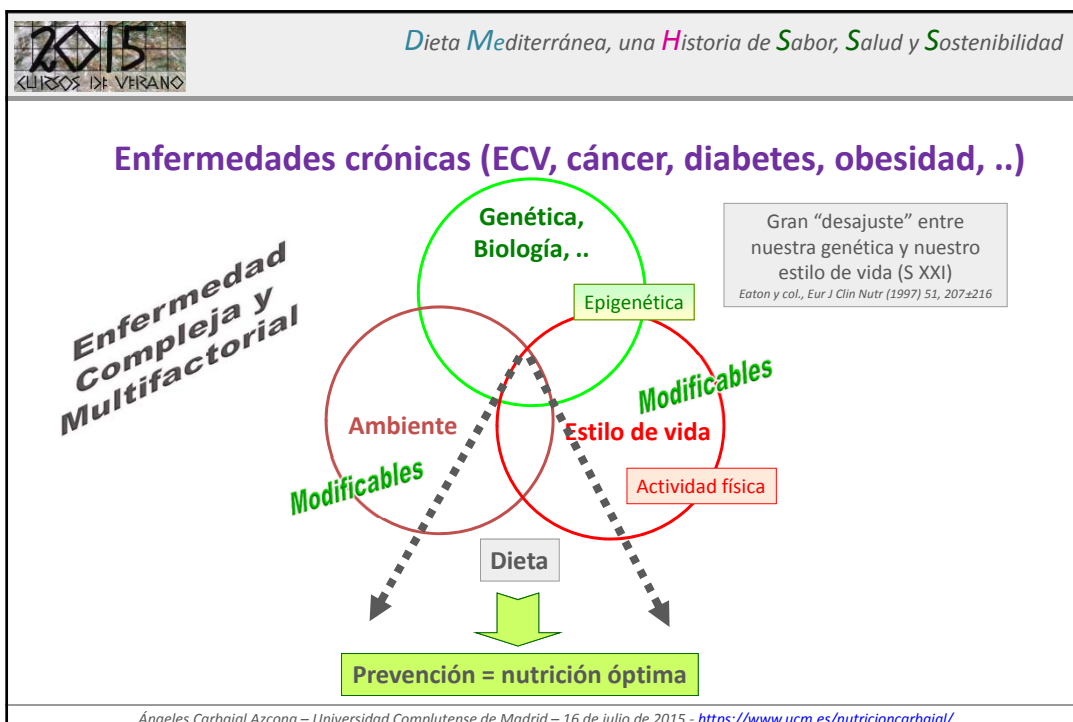 2015
CURSOS DE VERANO
Dieta Mediterránea, una Historia de Sabor, Salud y Sostenibilidad
Enfermedades crónicas (ECV, cáncer, diabetes, obesidad, ..)
Genética,
Biología, ..
Gran “desajuste” entre
nuestra genética y nuestro
estilo de vida (S XXI)
Eaton y col., Eur J Clin Nutr (1997) 51, 207±216
Enfermedad
Compleja y
Multifactorial
Epigenética
Modificables
Ambiente
Estilo de vida
Modificables
Actividad física
Dieta
Prevención = nutrición óptima
Ángeles Carbajal Azcona – Universidad Complutense de Madrid – 16 de julio de 2015 - https://www.ucm.es/nutricioncarbajal/